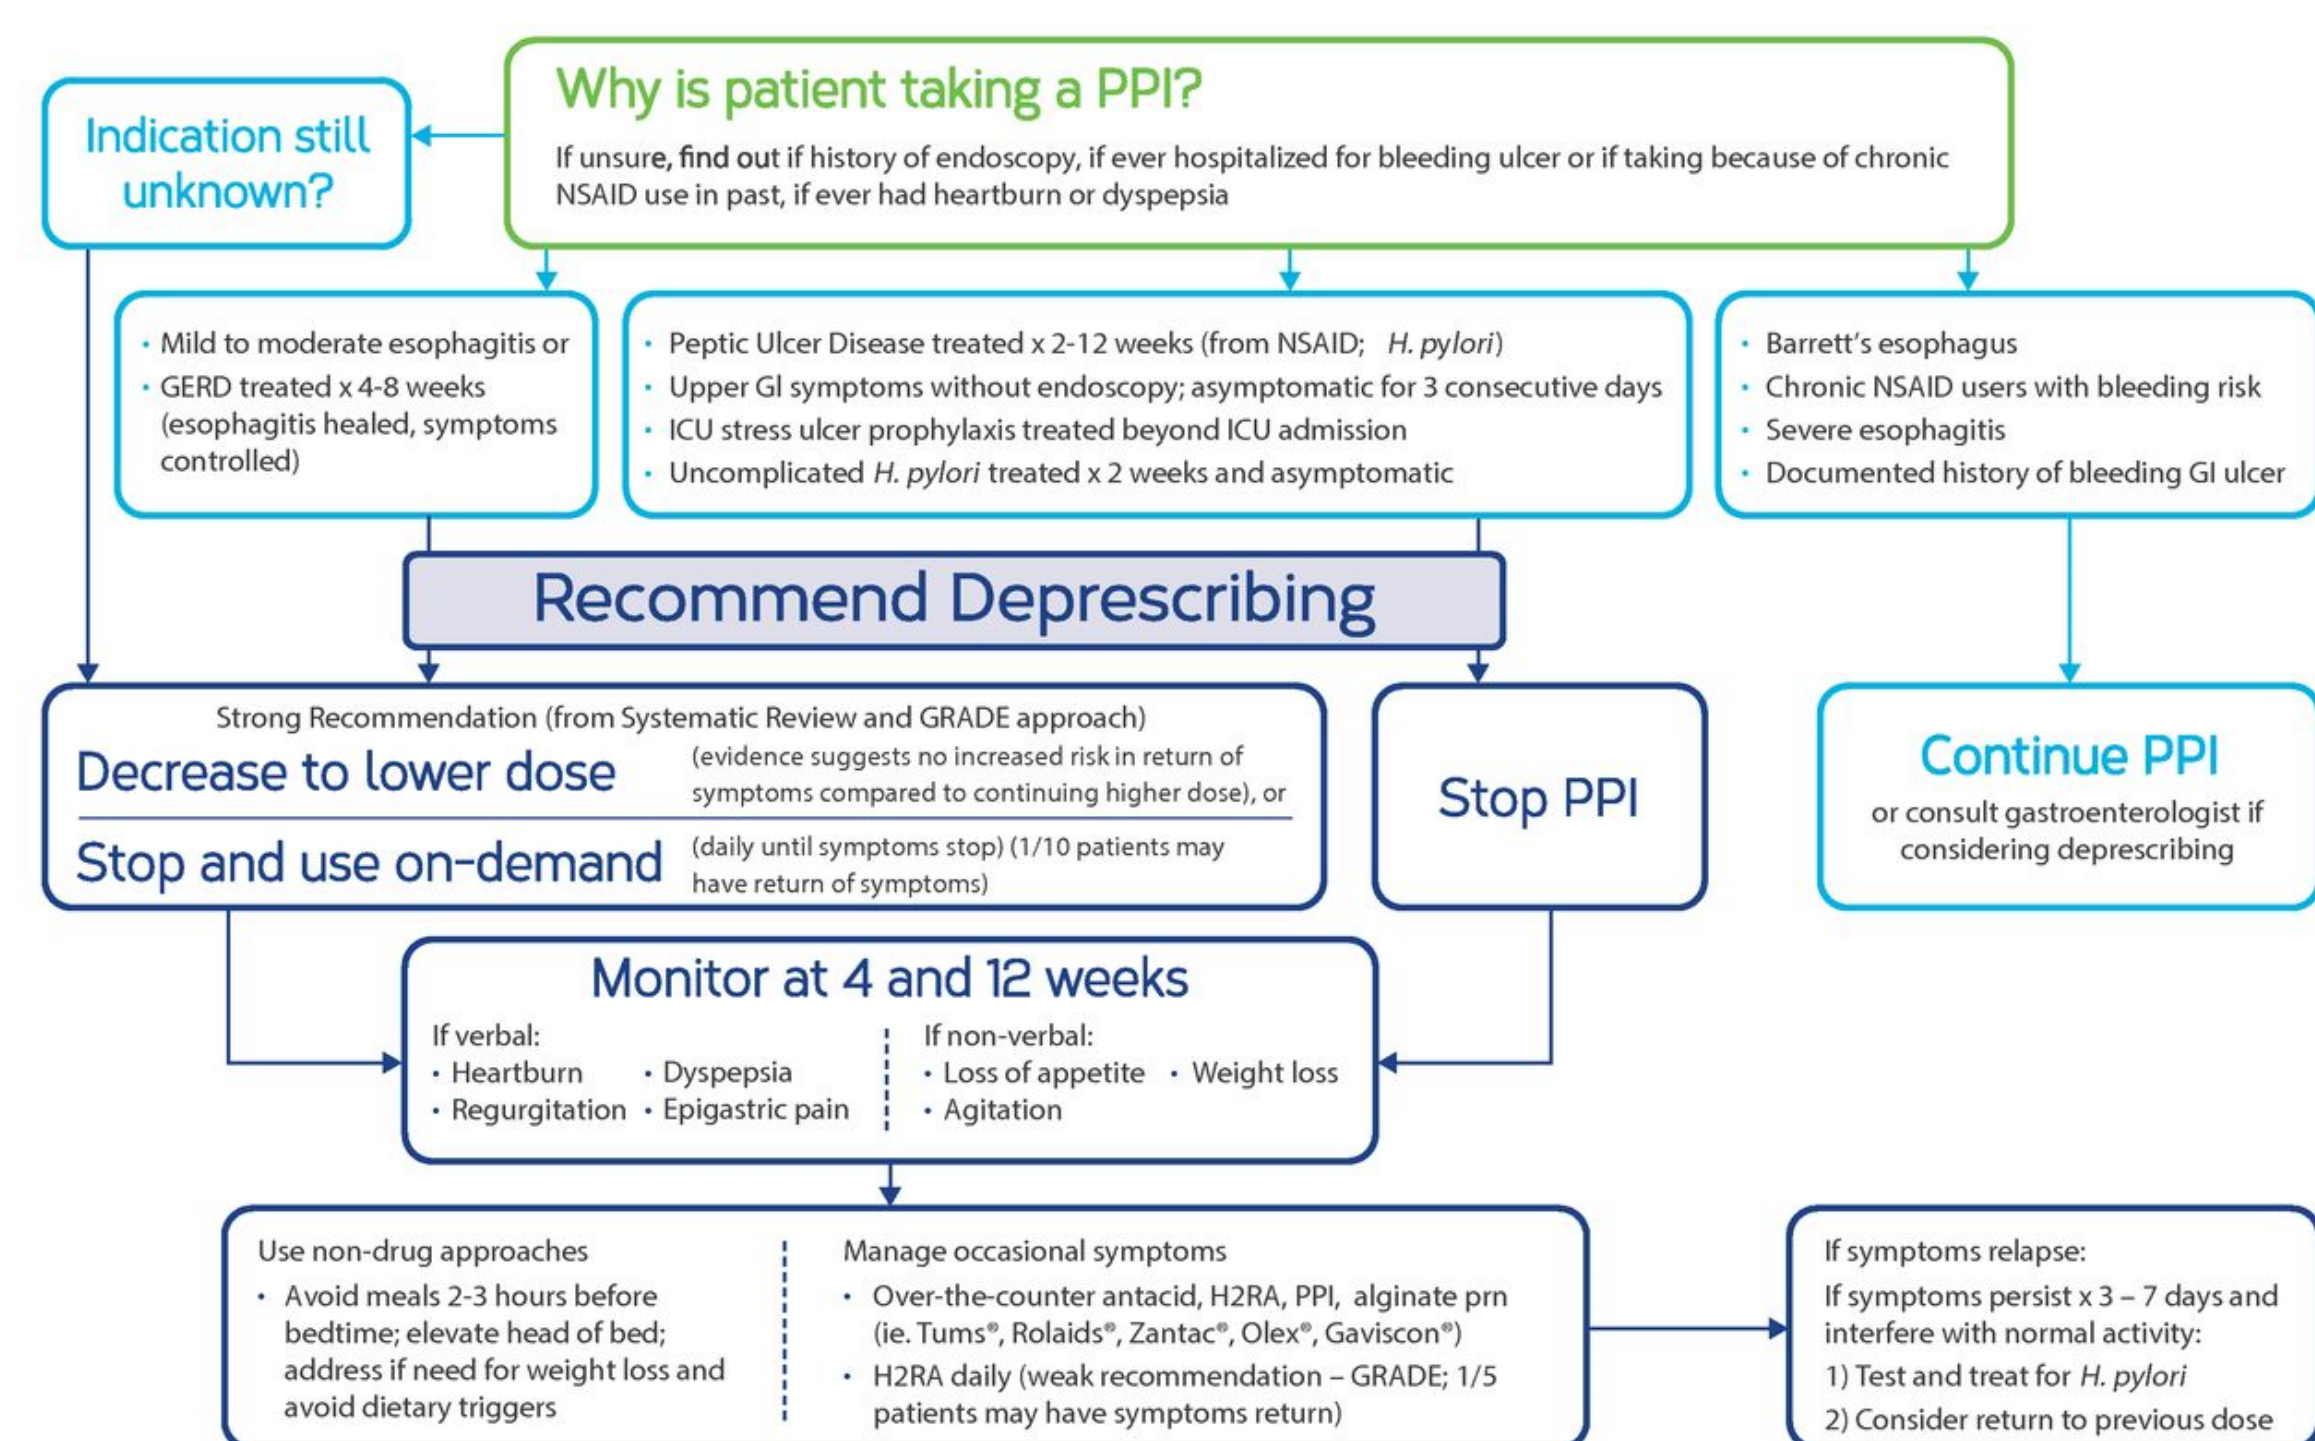 Why is patient taking a PPI?
If unsure, find out if history of endoscopy, if ever hospitalized for bleeding ulcer or if taking because of chronic
NSAID use in past, if ever had heartburn or dyspepsia
Indication still
unknown?
• Mild to moderate esophagitis or
• GERD treated x 4-8 weeks
(esophagitis healed, symptoms
controlled)
• Peptic Ulcer Disease treated x 2-12 weeks (from NSAID; H. pylori)
• Upper GI symptoms without endoscopy; asymptomatic for 3 consecutive days
• ICU stress ulcer prophylaxis treated beyond ICU admission
• Uncomplicated H. pylori treated x 2 weeks and asymptomatic
• Barrett's esophagus
• Chronic NSAID users with bleeding risk
• Severe esophagitis
• Documented history of bleeding GI ulcer
Recommend Deprescribing
Strong Recommendation (from Systematic Review and GRADE approach)
Decrease to lower dose
(evidence suggests no increased risk in return of
symptoms compared to continuing higher dose), or
Stop and use on-demand
(daily until symptoms stop) (1/10 patients may
have return of symptoms)
Stop PPI
Continue PPI
or consult gastroenterologist if
considering deprescribing
Monitor at 4 and 12 weeks
If verbal:
• Heartburn • Dyspepsia
• Regurgitation • Epigastric pain
If non-verbal:
• Loss of appetite • Weight loss
• Agitation
Use non-drug approaches
• Avoid meals 2-3 hours before
bedtime; elevate head of bed;
address if need for weight loss and
avoid dietary triggers
Manage occasional symptoms
• Over-the-counter antacid, H2RA, PPI, alginate prn
(ie. Tums®, Rolaids®, Zantac®, Olex®, Gaviscon®)
• H2RA daily (weak recommendation – GRADE; 1/5
patients may have symptoms return)
If symptoms relapse:
If symptoms persist x 3 – 7 days and
interfere with normal activity:
1) Test and treat for H. pylori
2) Consider return to previous dose